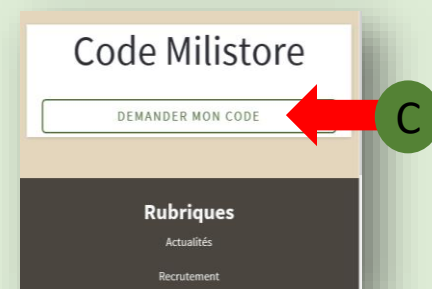 Code Milistore
DEMANDER MON CODE
C
Rubriques
Actualités
Recrutement